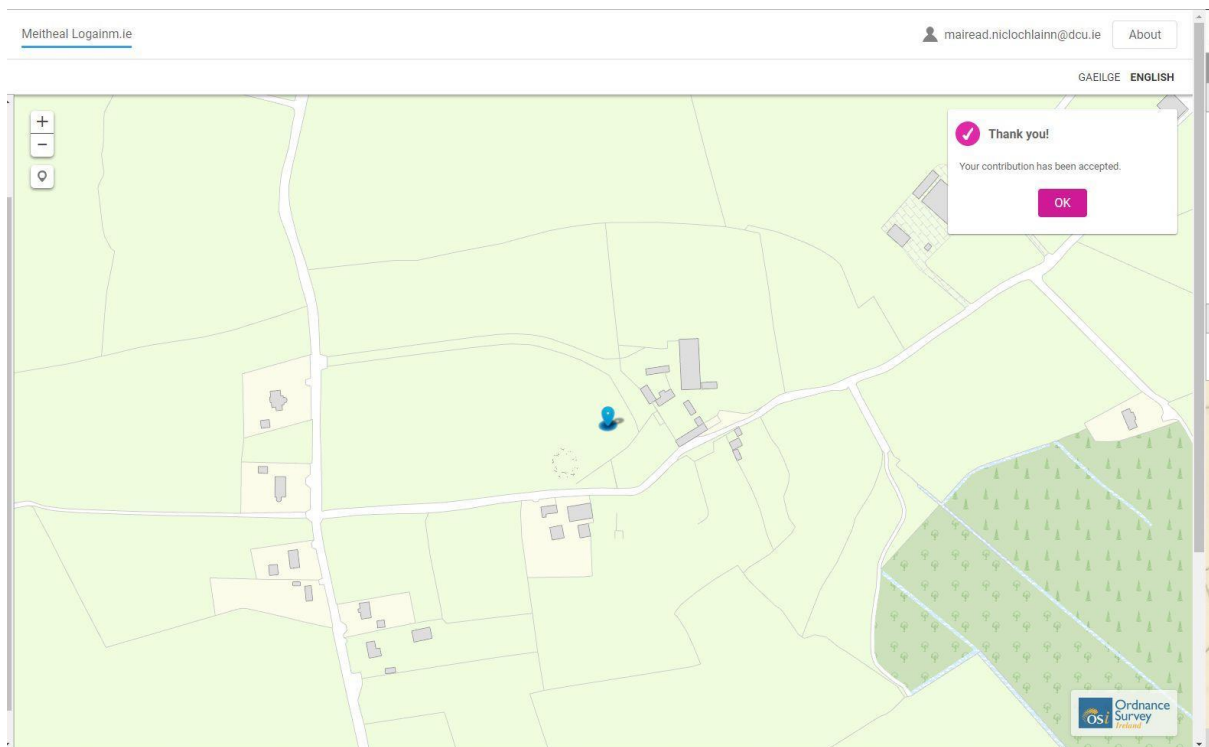 Meitheal Logainm.ie
mairead.niclochlainn@dcu.ie
About
GAEILGE ENGLISH
+
−
Thank you!
Your contribution has been accepted.
OK
OSi
Ordnance
Survey
Ireland